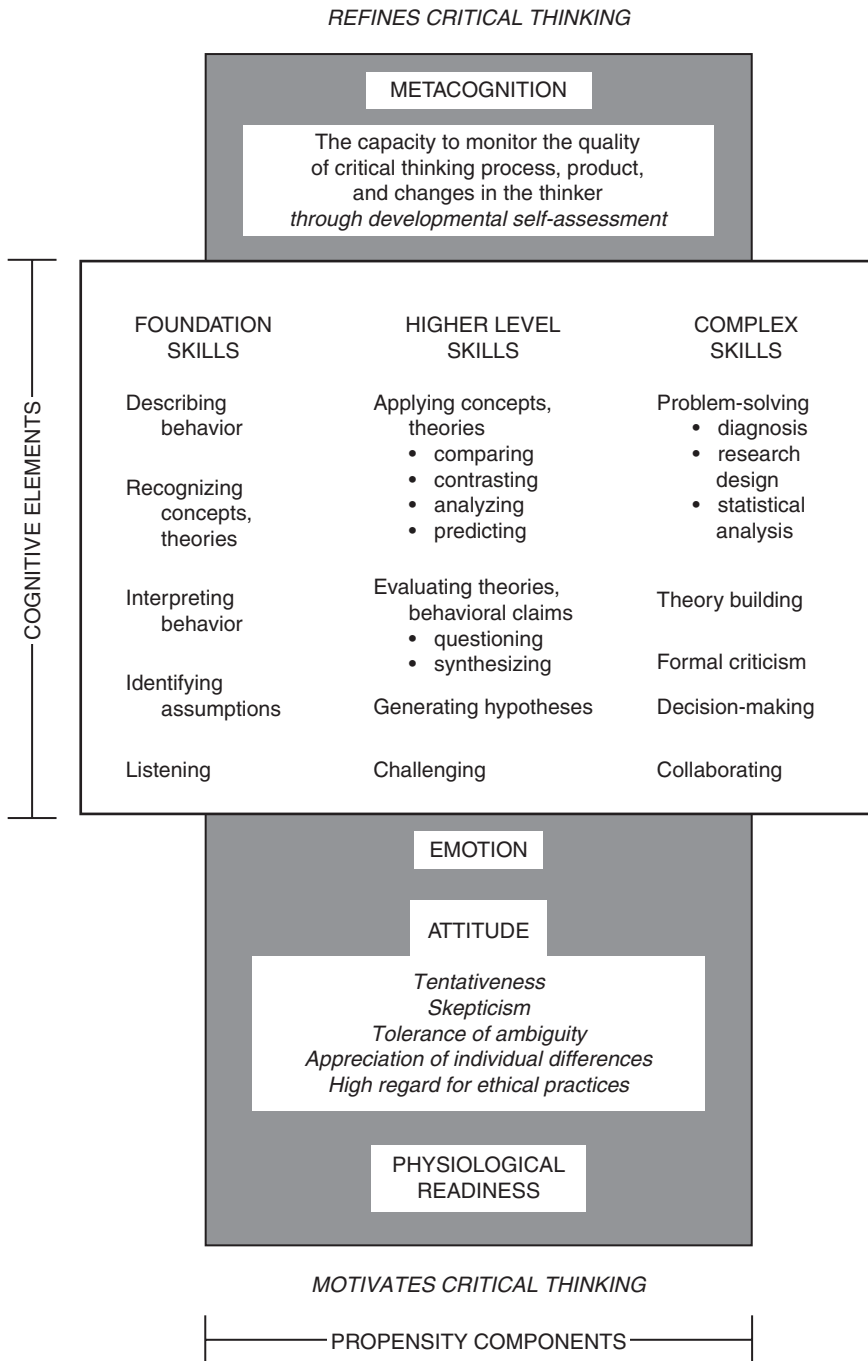 REFINES CRITICAL THINKING
METACOGNITION
The capacity to monitor the quality
of critical thinking process, product,
and changes in the thinker
through developmental self-assessment
COGNITIVE ELEMENTS
FOUNDATION
SKILLS
Describing
behavior
Recognizing
concepts,
theories
Interpreting
behavior
Identifying
assumptions
Listening
HIGHER LEVEL
SKILLS
Applying concepts,
theories
• comparing
• contrasting
• analyzing
• predicting
Evaluating theories,
behavioral claims
• questioning
• synthesizing
Generating hypotheses
Challenging
COMPLEX
SKILLS
Problem-solving
• diagnosis
• research
design
• statistical
analysis
Theory building
Formal criticism
Decision-making
Collaborating
EMOTION
ATTITUDE
Tentativeness
Skepticism
Tolerance of ambiguity
Appreciation of individual differences
High regard for ethical practices
PHYSIOLOGICAL
READINESS
MOTIVATES CRITICAL THINKING
PROPENSITY COMPONENTS